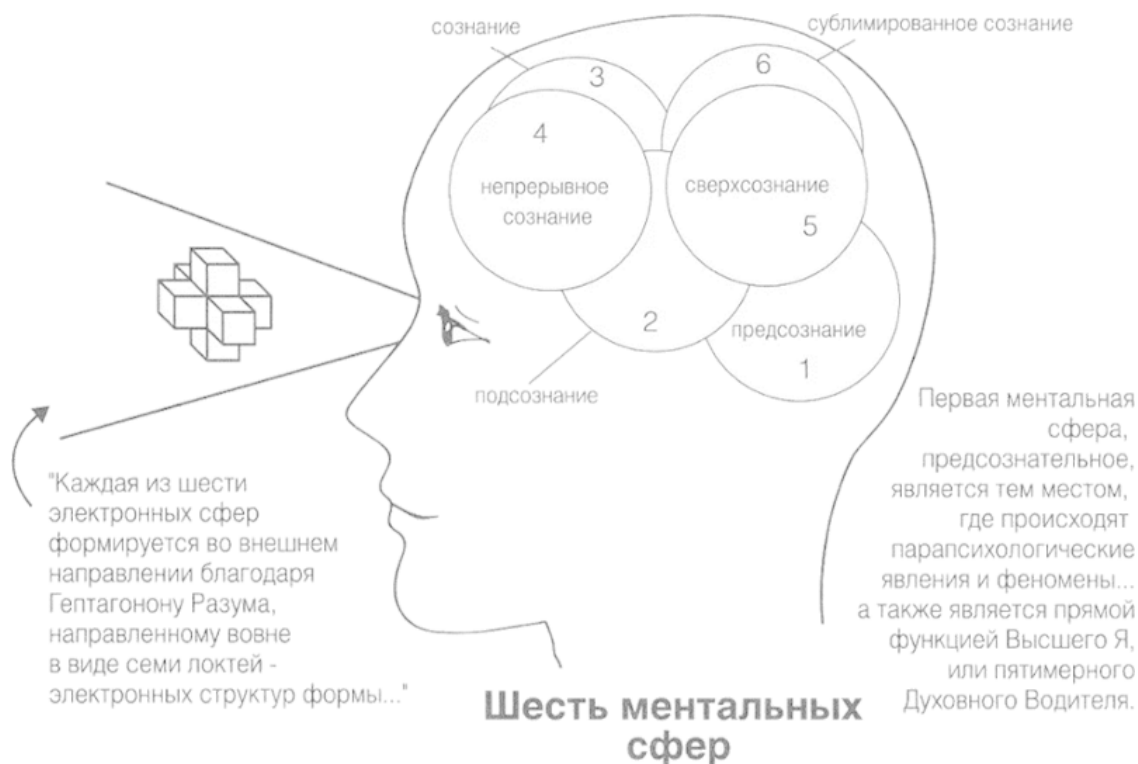 сознание
сублимированное сознание
3
6
4
непрерывное
сознание
сверхсознание
5
2
предсознание
1
подсознание
"Каждая из шести
электронных сфер
формируется во внешнем
направлении благодаря
Гептагонону Разума,
направленному вовне
в виде семи локтей -
электронных структур формы..."
Первая ментальная
сфера,
предсознательное,
является тем местом,
где происходят
парапсихологические
явления и феномены...
а также является прямой
функцией Высшего Я,
или пятимерного
Духовного Водителя.
Шесть ментальных
сфер